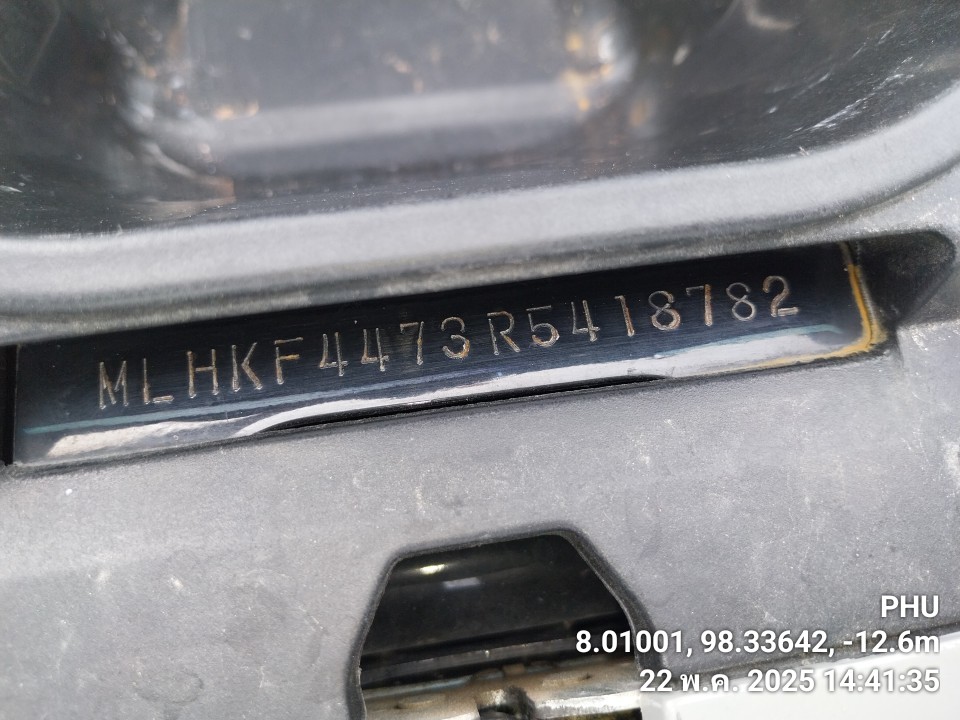 MLHKF4473R5418782
PHU
8.01001, 98.33642, -12.6m
22 พ.ค. 2025 14:41:35